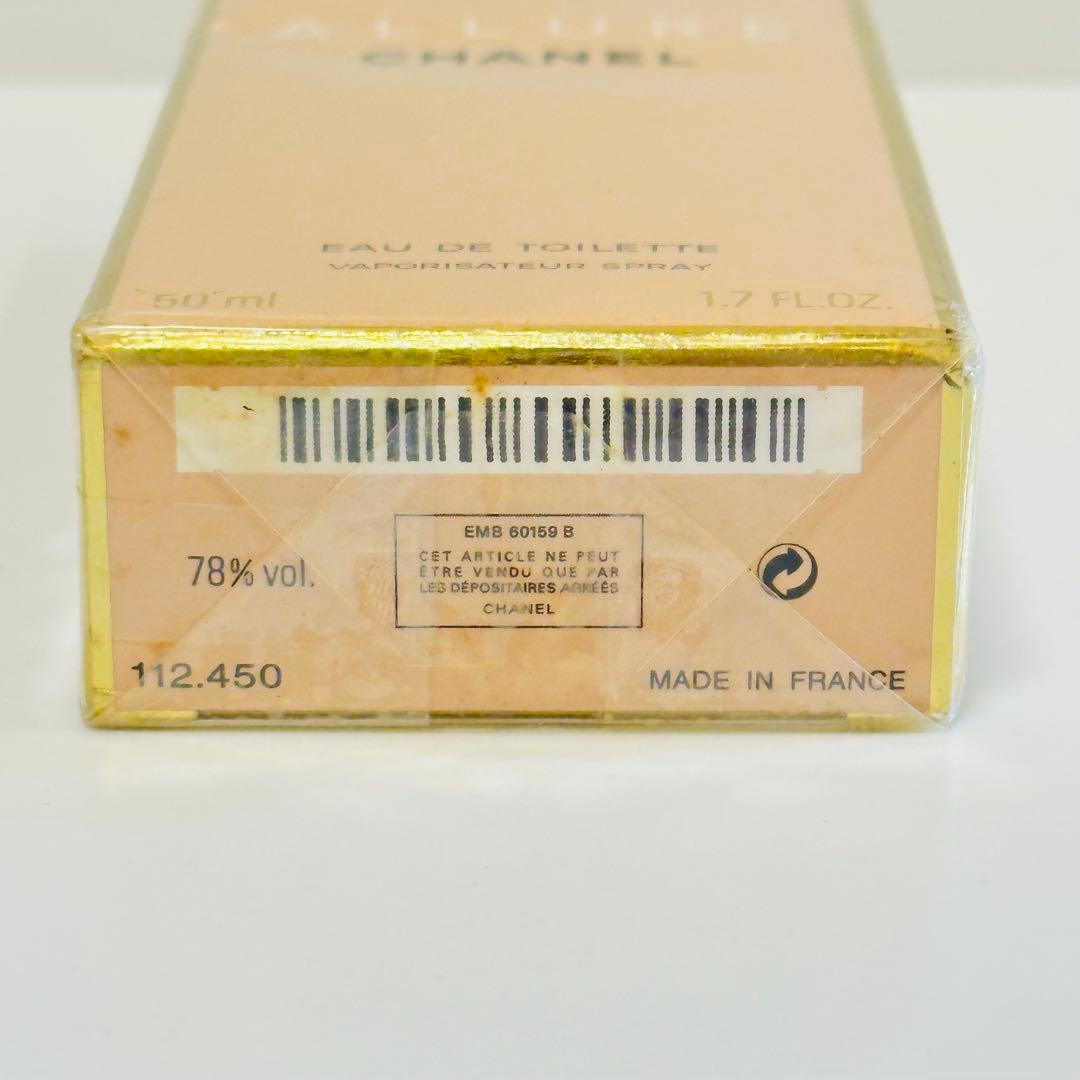 ALLURE
CHANEL
EAU DE TOILETTE
VAPORISATEUR SPRAY
50 ml
1.7 FL.OZ.
EMB 60159 B
CET ARTICLE NE PEUT
ÊTRE VENDU QUE PAR
LES DÉPOSITAIRES AGRÉÉS
CHANEL
78% vol.
112.450
MADE IN FRANCE